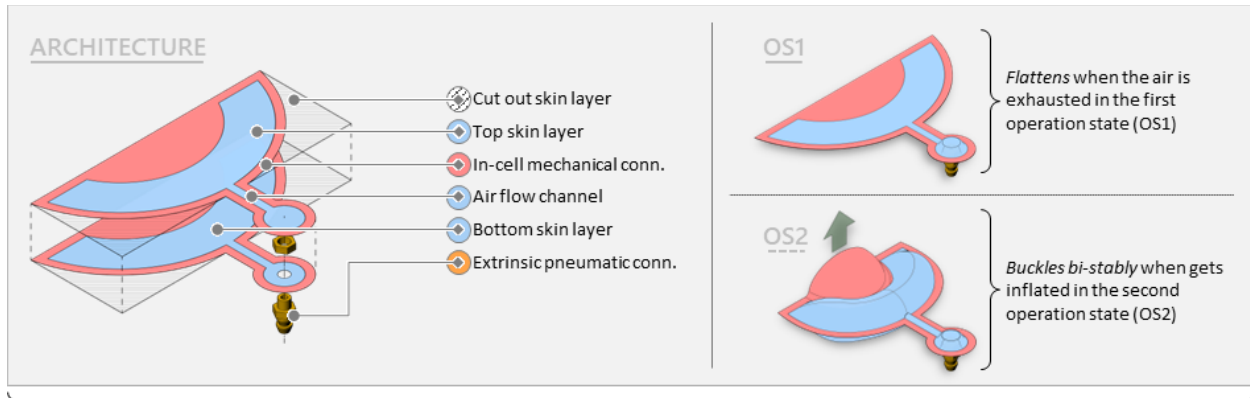 ARCHITECTURE
Cut out skin layer
Top skin layer
In-cell mechanical conn.
Air flow channel
Bottom skin layer
Extrinsic pneumatic conn.
OS1
Flattens when the air is
exhausted in the first
operation state (OS1)
OS2
Buckles bi-stably when gets
inflated in the second
operation state (OS2)